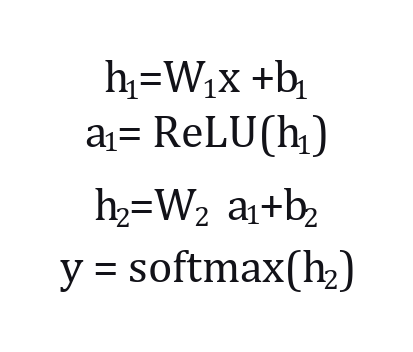 h₁=W₁x +b₁
a₁= ReLU(h₁)
h₂=W₂ a₁+b₂
y = softmax(h₂)